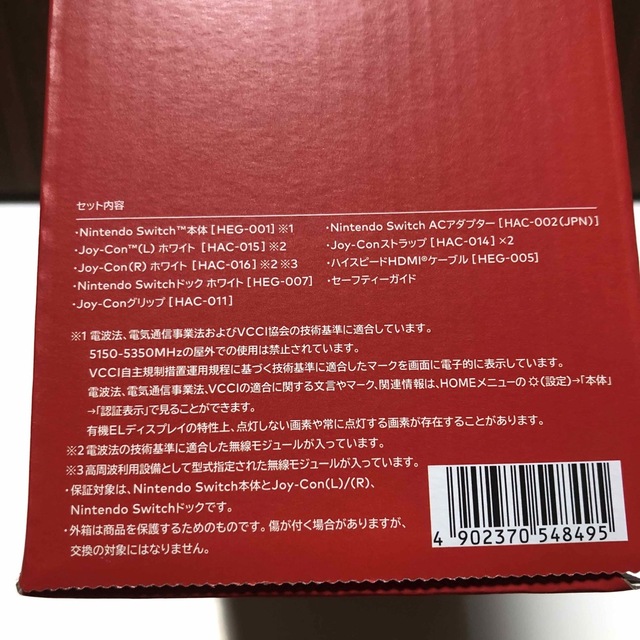 セット内容
・Nintendo Switch™本体 [HEG-001] ※1
・Joy-Con™(L) ホワイト [HAC-015] ※2
・Joy-Con(R) ホワイト [HAC-016] ※2 ※3
・Nintendo Switchドック ホワイト [HEG-007]
・Joy-Conグリップ [HAC-011]
・Nintendo Switch ACアダプター [HAC-002(JPN)]
・Joy-Conストラップ [HAC-014] ×2
・ハイスピードHDMI®ケーブル [HEG-005]
・セーフティーガイド
※1 電波法、電気通信事業法およびVCCI協会の技術基準に適合しています。
5150-5350MHzの屋外での使用は禁止されています。
VCCI自主規制措置運用規程に基づく技術基準に適合したマークを画面に電子的に表示しています。
電波法、電気通信事業法、VCCIの適合に関する文言やマーク、関連情報は、HOMEメニューの (設定)→「本体」
→「認証表示」で見ることができます。
有機ELディスプレイの特性上、点灯しない画素や常に点灯する画素が存在することがあります。
※2 電波法の技術基準に適合した無線モジュールが入っています。
※3 高周波利用設備として型式指定された無線モジュールが入っています。
・保証対象は、Nintendo Switch本体とJoy-Con(L)/(R)、
Nintendo Switchドックです。
・外箱は商品を保護するためのものです。傷が付く場合がありますが、
交換の対象にはなりません。
4 902370 548495